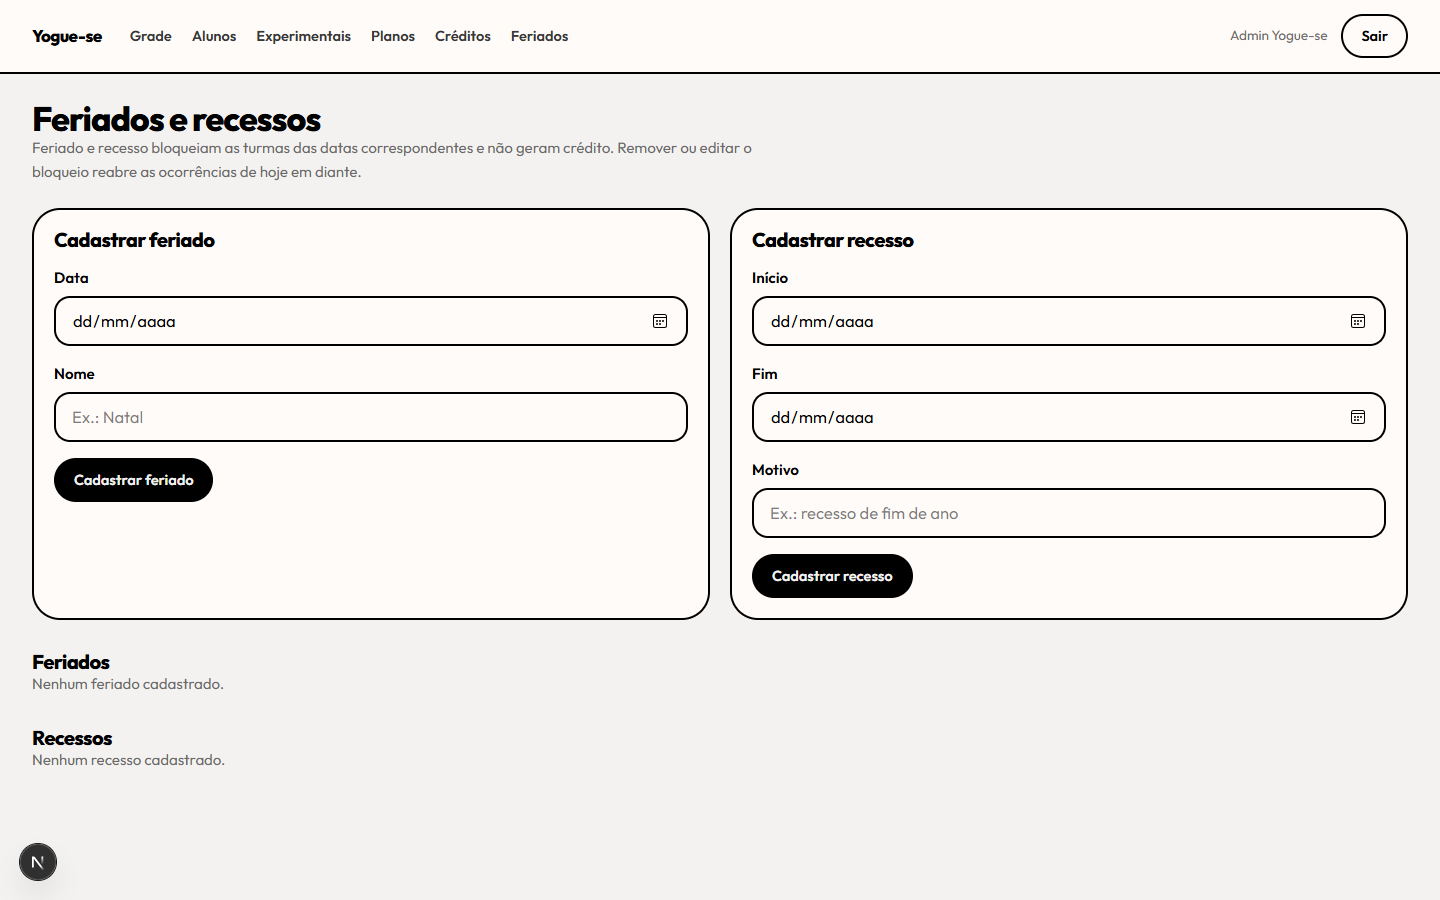 Yogue-se
Grade
Alunos
Experimentais
Planos
Créditos
Feriados
Admin Yogue-se
Sair
Feriados e recessos
Feriado e recesso bloqueiam as turmas das datas correspondentes e não geram crédito. Remover ou editar o
bloqueio reabre as ocorrências de hoje em diante.
Cadastrar feriado
Data
dd/mm/aaaa
Nome
Ex.: Natal
Cadastrar feriado
Cadastrar recesso
Início
dd/mm/aaaa
Fim
dd/mm/aaaa
Motivo
Ex.: recesso de fim de ano
Cadastrar recesso
Feriados
Nenhum feriado cadastrado.
Recessos
Nenhum recesso cadastrado.
N